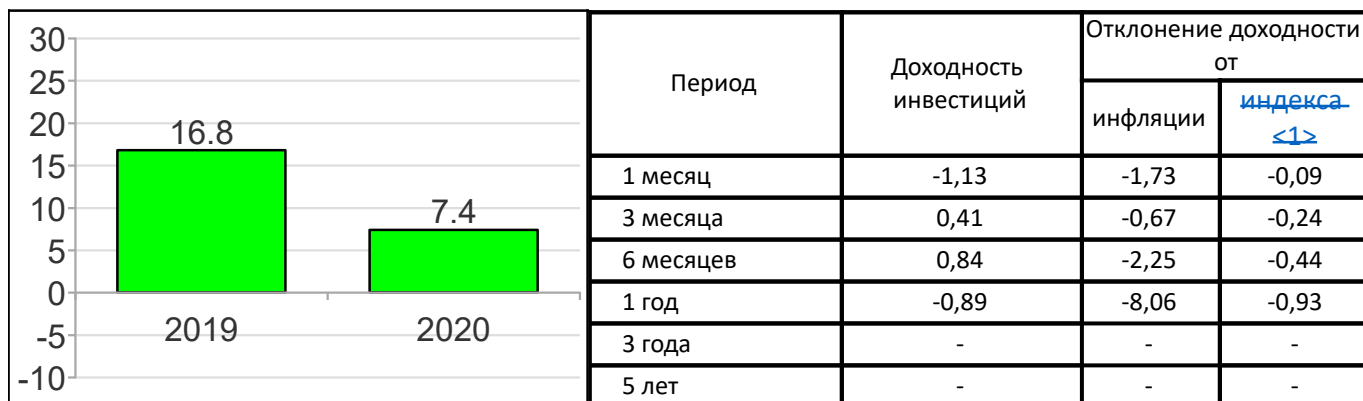 30
25
20
15
10
5
0
-5
-10
16.8
7.4
2019
2020
Период
Доходность
инвестиций
Отклонение доходности
от
инфляции
индекса
<1>
1 месяц -1,13 -1,73 -0,09
3 месяца 0,41 -0,67 -0,24
6 месяцев 0,84 -2,25 -0,44
1 год -0,89 -8,06 -0,93
3 года - - -
5 лет - - -